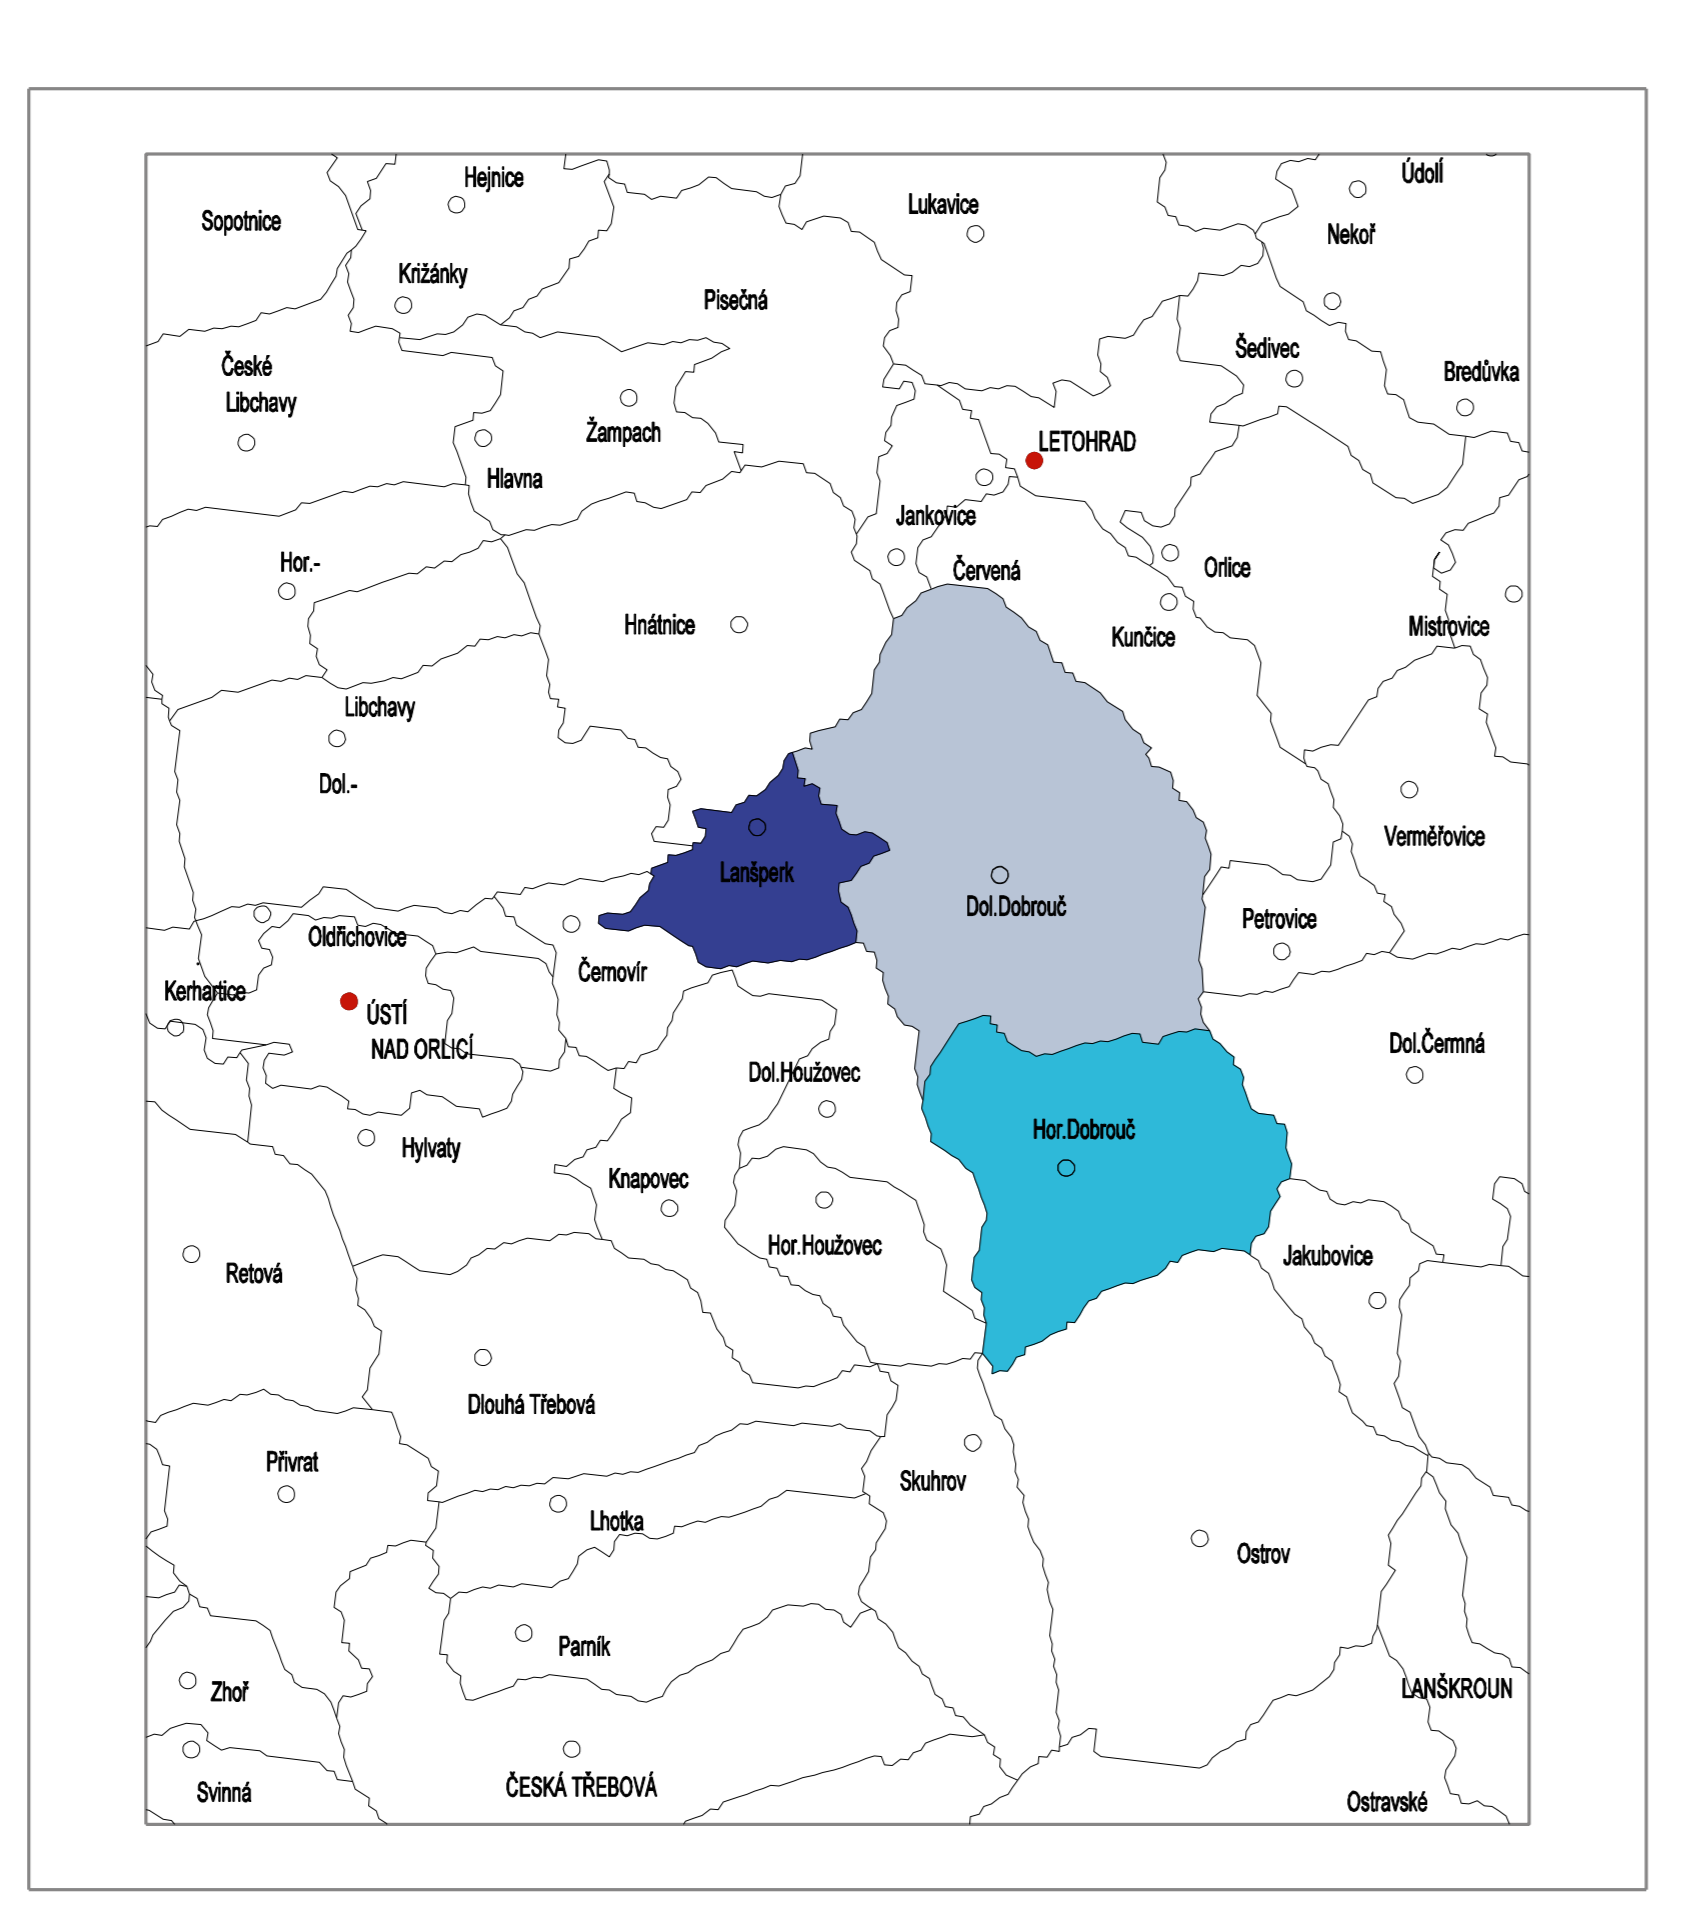 Hejnice
Údolí
Sopotnice
Lukavice
Nekoř
Križánky
Pisečná
České
Libchavy
Šedivec
Bredůvka
Žampach
LETOHRAD
Hlavna
Jankovice
Hor.-
Červená
Orlice
Hnátnice
Kunčice
Mistrovice
Libchavy
Dol.-
Verměřovice
Lanšperk
Dol.Dobrouč
Petrovice
Oldřichovice
Černovír
Kerhartice
ÚSTÍ
NAD ORLICÍ
Dol.Čermná
Dol.Houžovec
Hor.Dobrouč
Hylvaty
Knapovec
Hor.Houžovec
Jakubovice
Retová
Dlouhá Třebová
Přivrat
Skuhrov
Lhotka
Ostrov
Parník
Zhoř
LANŠKROUN
Svinná
ČESKÁ TŘEBOVÁ
Ostravské